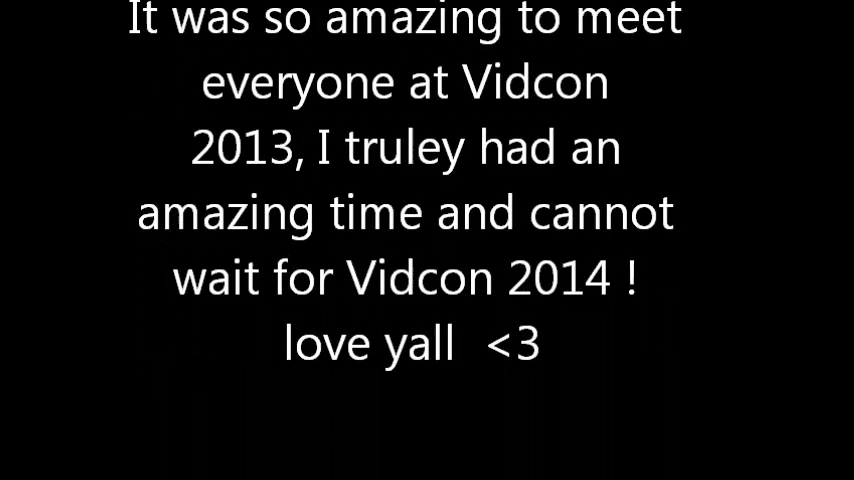 It was so amazing to meet
everyone at Vidcon
2013, I truley had an
amazing time and cannot
wait for Vidcon 2014 !
love yall  <3